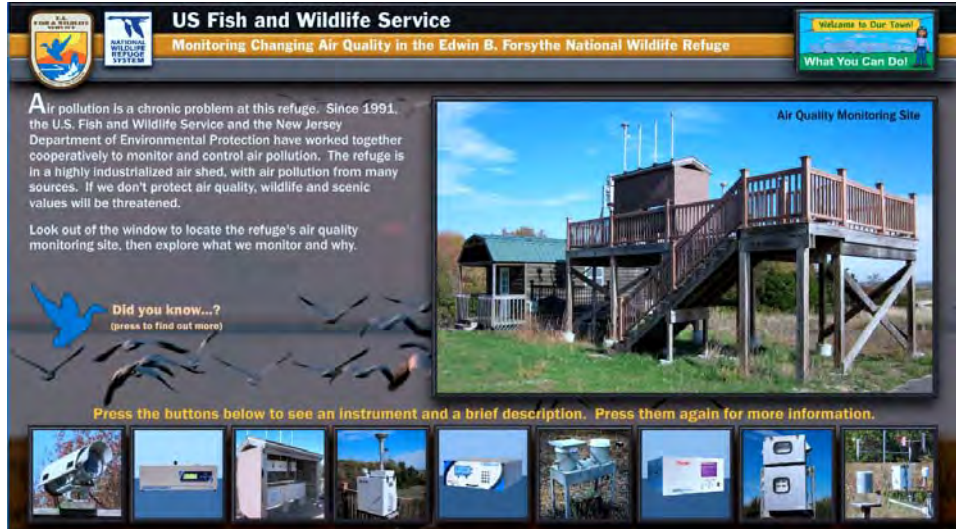 U.S.
FISH & WILDLIFE
SERVICE
NATIONAL
WILDLIFE
REFUGE
SYSTEM
US Fish and Wildlife Service
Monitoring Changing Air Quality in the Edwin B. Forsythe National Wildlife Refuge
Welcome to Our Town!
What You Can Do!
Air pollution is a chronic problem at this refuge. Since 1991,
the U.S. Fish and Wildlife Service and the New Jersey
Department of Environmental Protection have worked together
cooperatively to monitor and control air pollution. The refuge is
in a highly industrialized air shed, with air pollution from many
sources. If we don't protect air quality, wildlife and scenic
values will be threatened.
Look out of the window to locate the refuge's air quality
monitoring site, then explore what we monitor and why.
Air Quality Monitoring Site
Did you know...?
(press to find out more)
Press the buttons below to see an instrument and a brief description. Press them again for more information.